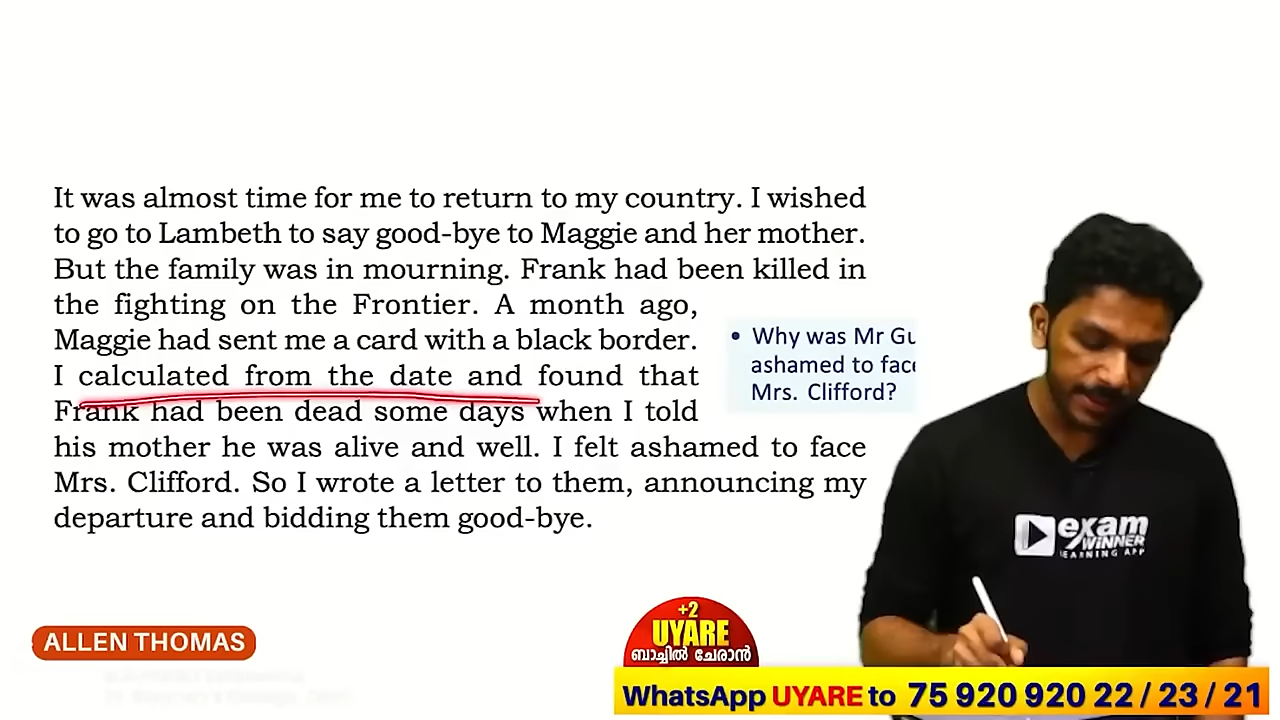 It was almost time for me to return to my country. I wished
to go to Lambeth to say good-bye to Maggie and her mother.
But the family was in mourning. Frank had been killed in
the fighting on the Frontier. A month ago,
Maggie had sent me a card with a black border.
I calculated from the date and found that
Frank had been dead some days when I told
his mother he was alive and well. I felt ashamed to face
Mrs. Clifford. So I wrote a letter to them, announcing my
departure and bidding them good-bye.
• Why was Mr Gu
ashamed to face
Mrs. Clifford?
exam
WINNER
LEARNING APP
ALLEN THOMAS
+2
UYARE
ബാച്ചിൽ ചേരാൻ
WhatsApp UYARE to 75 920 920 22 / 23 / 21